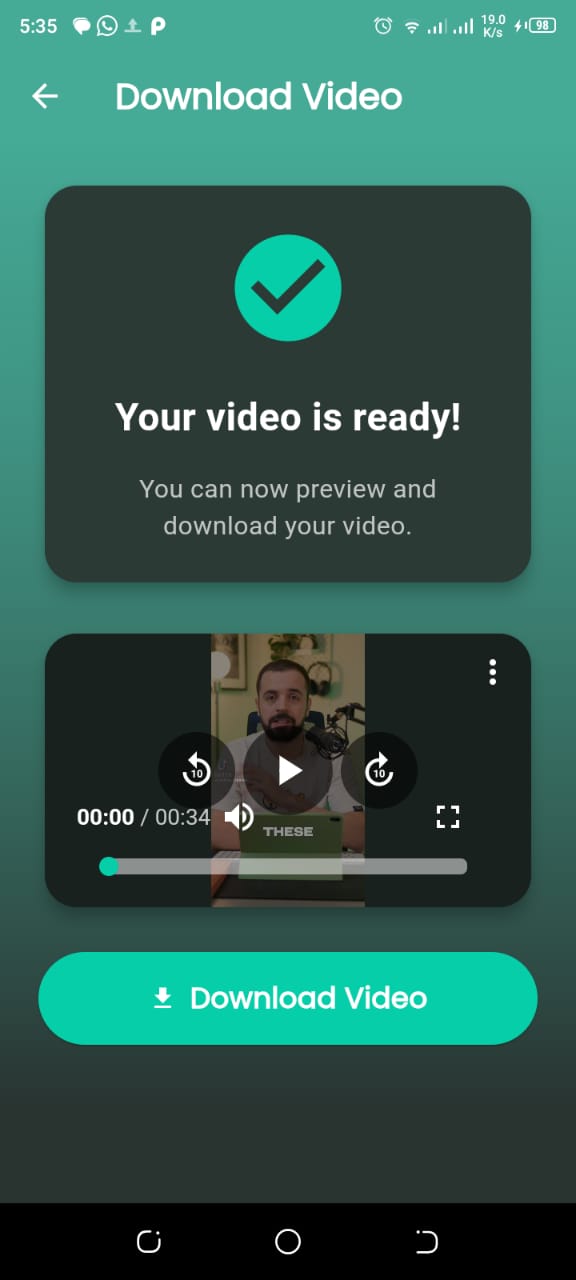 5:35
19.0
K/s
98
Download Video
Your video is ready!
You can now preview and
download your video.
10
10
00:00 / 00:34
THESE
Download Video